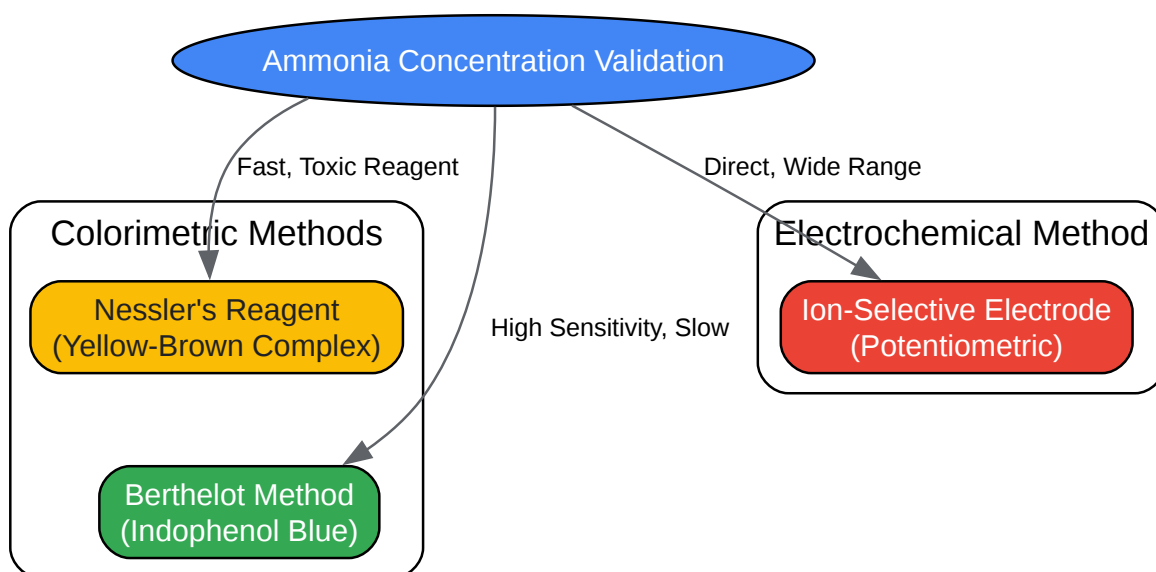 Ammonia Concentration Validation
Fast, Toxic Reagent
Direct, Wide Range
Colorimetric Methods
Electrochemical Method
Nessler's Reagent
(Yellow-Brown Complex)
High Sensitivity, Slow
Ion-Selective Electrode
(Potentiometric)
Berthelot Method
(Indophenol Blue)